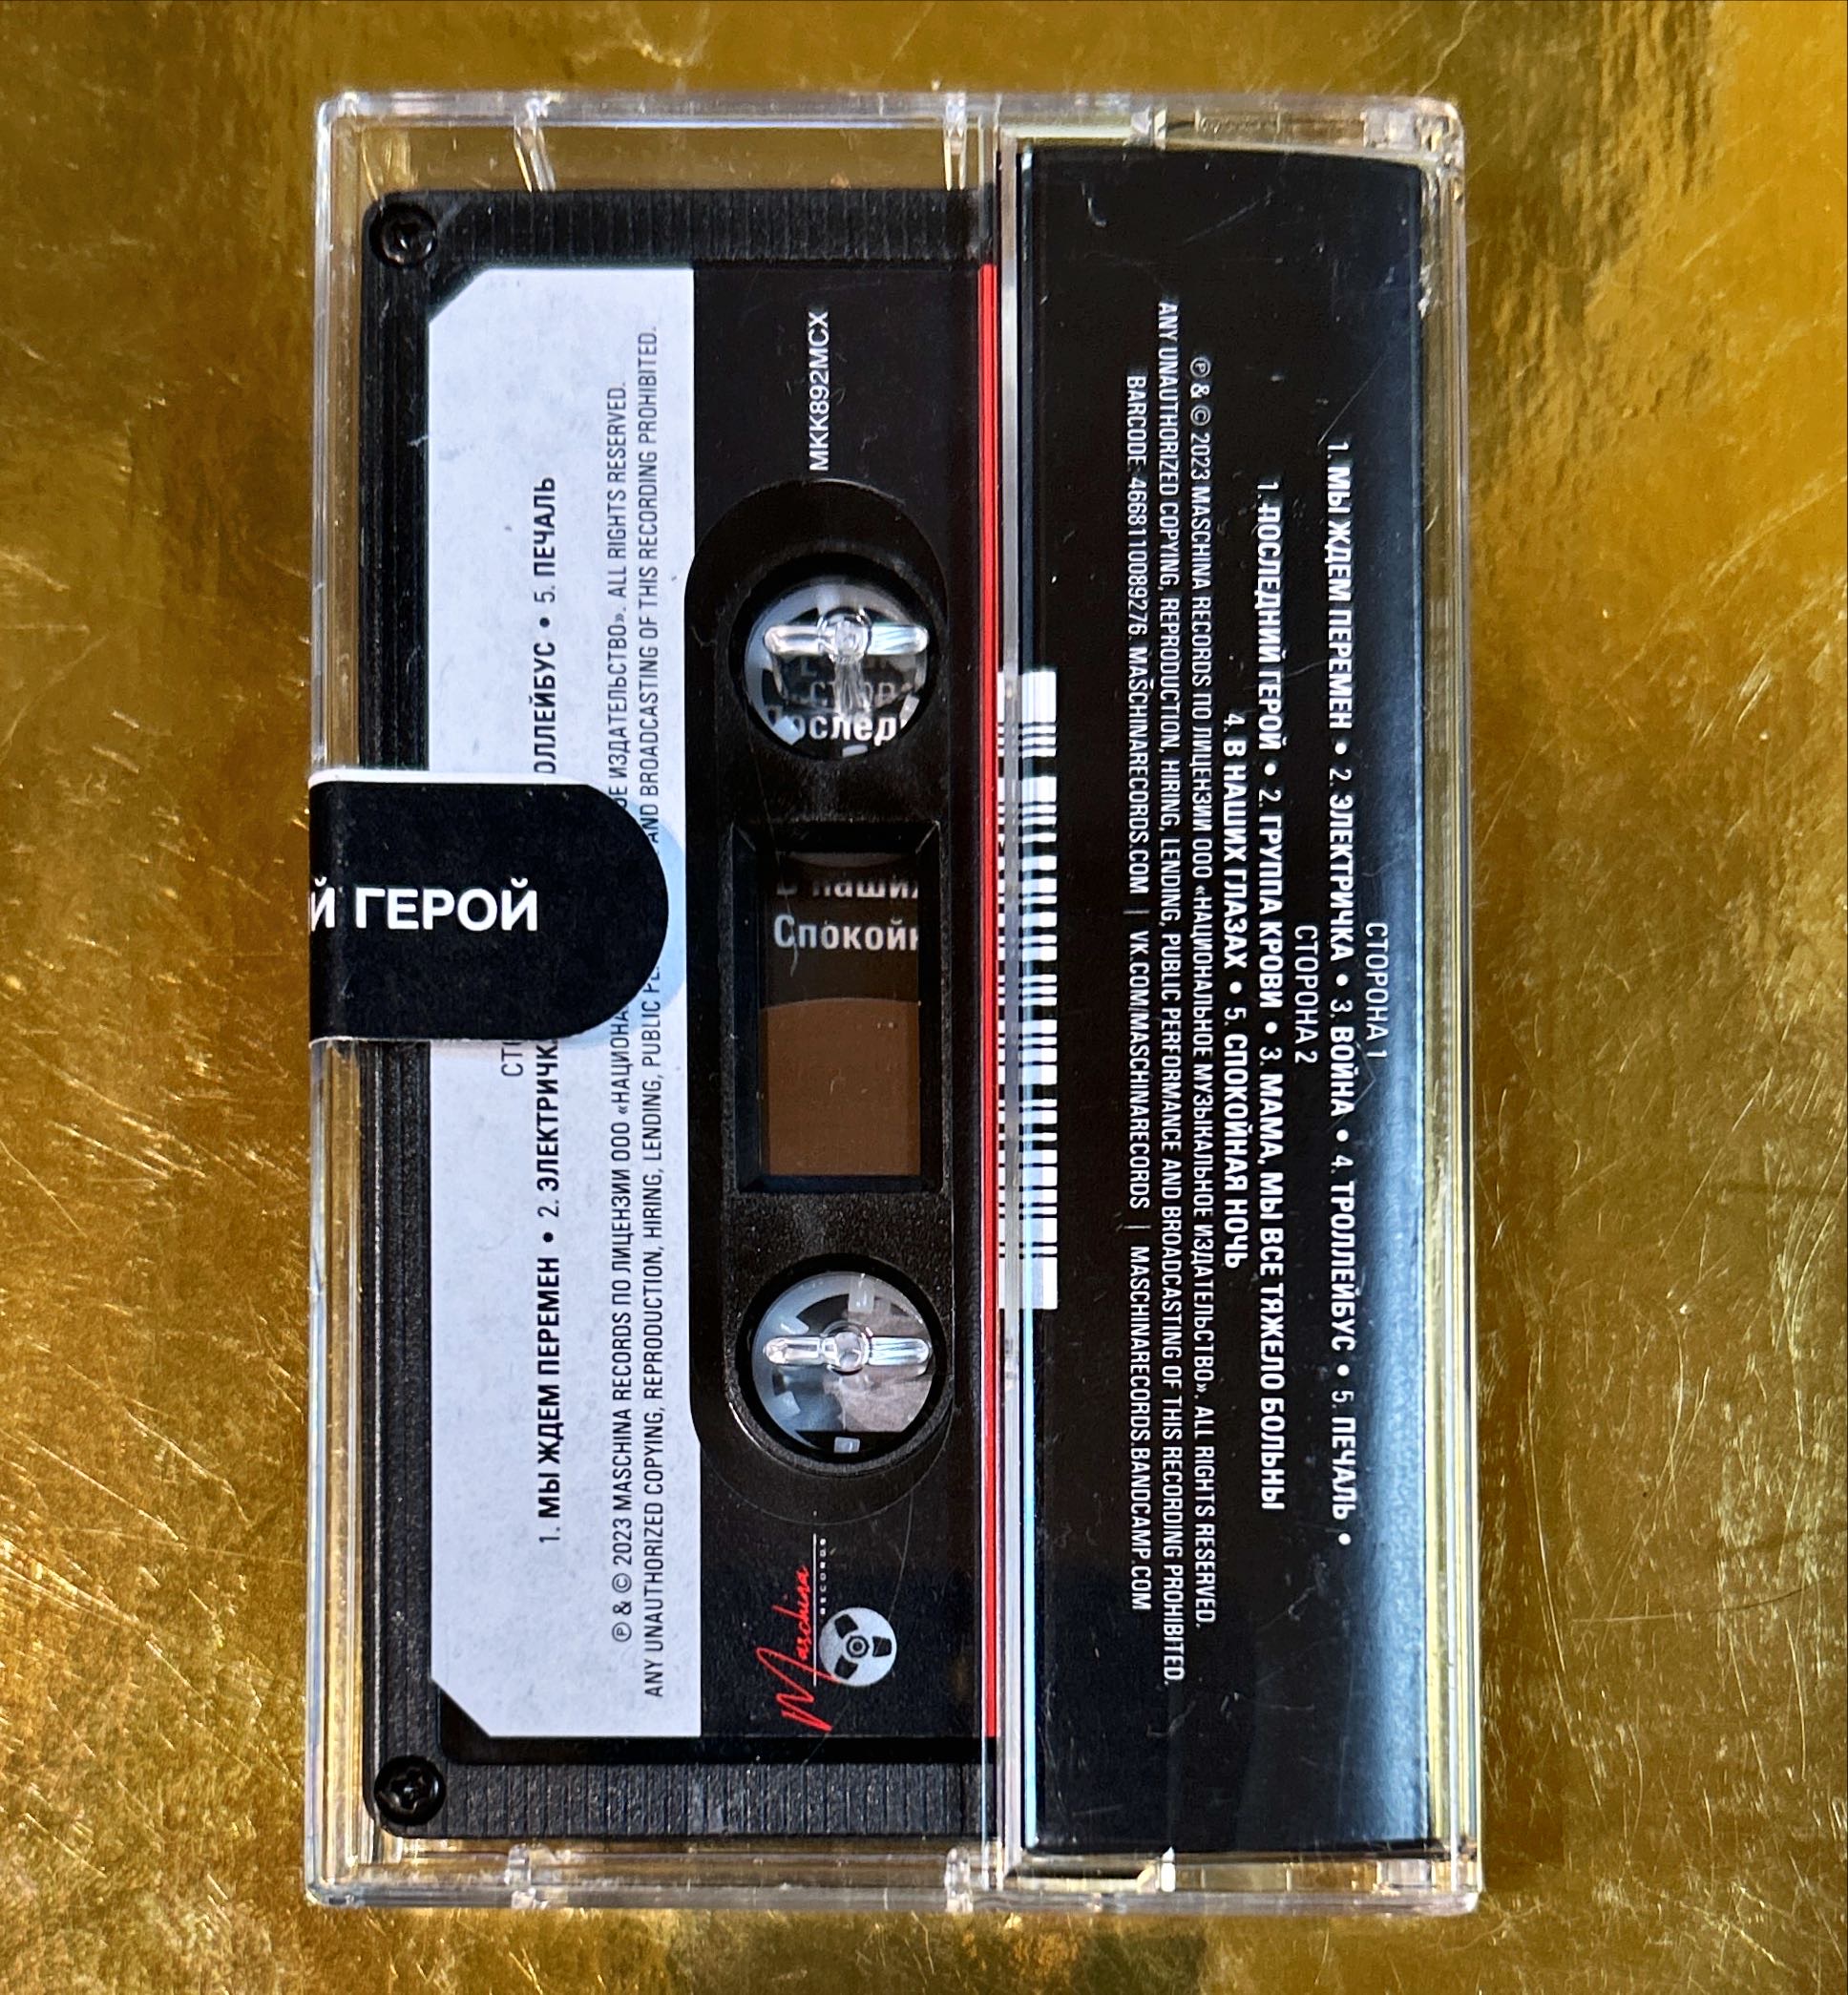 СТОРОНА 1
1. МЫ ЖДЕМ ПЕРЕМЕН • 2. ЭЛЕКТРИЧКА • 3. ВОЙНА • 4. ТРОЛЛЕЙБУС • 5. ПЕЧАЛЬ •
СТОРОНА 2
1. ПОСЛЕДНИЙ ГЕРОЙ • 2. ГРУППА КРОВИ • 3. МАМА, МЫ ВСЕ ТЯЖЕЛО БОЛЬНЫ
4. В НАШИХ ГЛАЗАХ • 5. СПОКОЙНАЯ НОЧЬ
℗ & © 2023 MASCHINA RECORDS ПО ЛИЦЕНЗИИ ООО «НАЦИОНАЛЬНОЕ МУЗЫКАЛЬНОЕ ИЗДАТЕЛЬСТВО». ALL RIGHTS RESERVED.
ANY UNAUTHORIZED COPYING, REPRODUCTION, HIRING, LENDING, PUBLIC PERFORMANCE AND BROADCASTING OF THIS RECORDING PROHIBITED.
BARCODE: 4668110089276. MASCHINARECORDS.COM | VK.COM/MASCHINARECORDS | MASCHINARECORDS.BANDCAMP.COM
Й ГЕРОЙ
1. МЫ ЖДЕМ ПЕРЕМЕН • 2. ЭЛЕКТРИЧК ОЛЛЕЙБУС • 5. ПЕЧАЛЬ
℗ & © 2023 MASCHINA RECORDS ПО ЛИЦЕНЗИИ ООО «НАЦИОНА ИЗДАТЕЛЬСТВО». ALL RIGHTS RESERVED.
ANY UNAUTHORIZED COPYING, REPRODUCTION, HIRING, LENDING, PUBLIC AND BROADCASTING OF THIS RECORDING PROHIBITED.
Maschina
RECORDS
MKK892MCX
Послед
Спокой